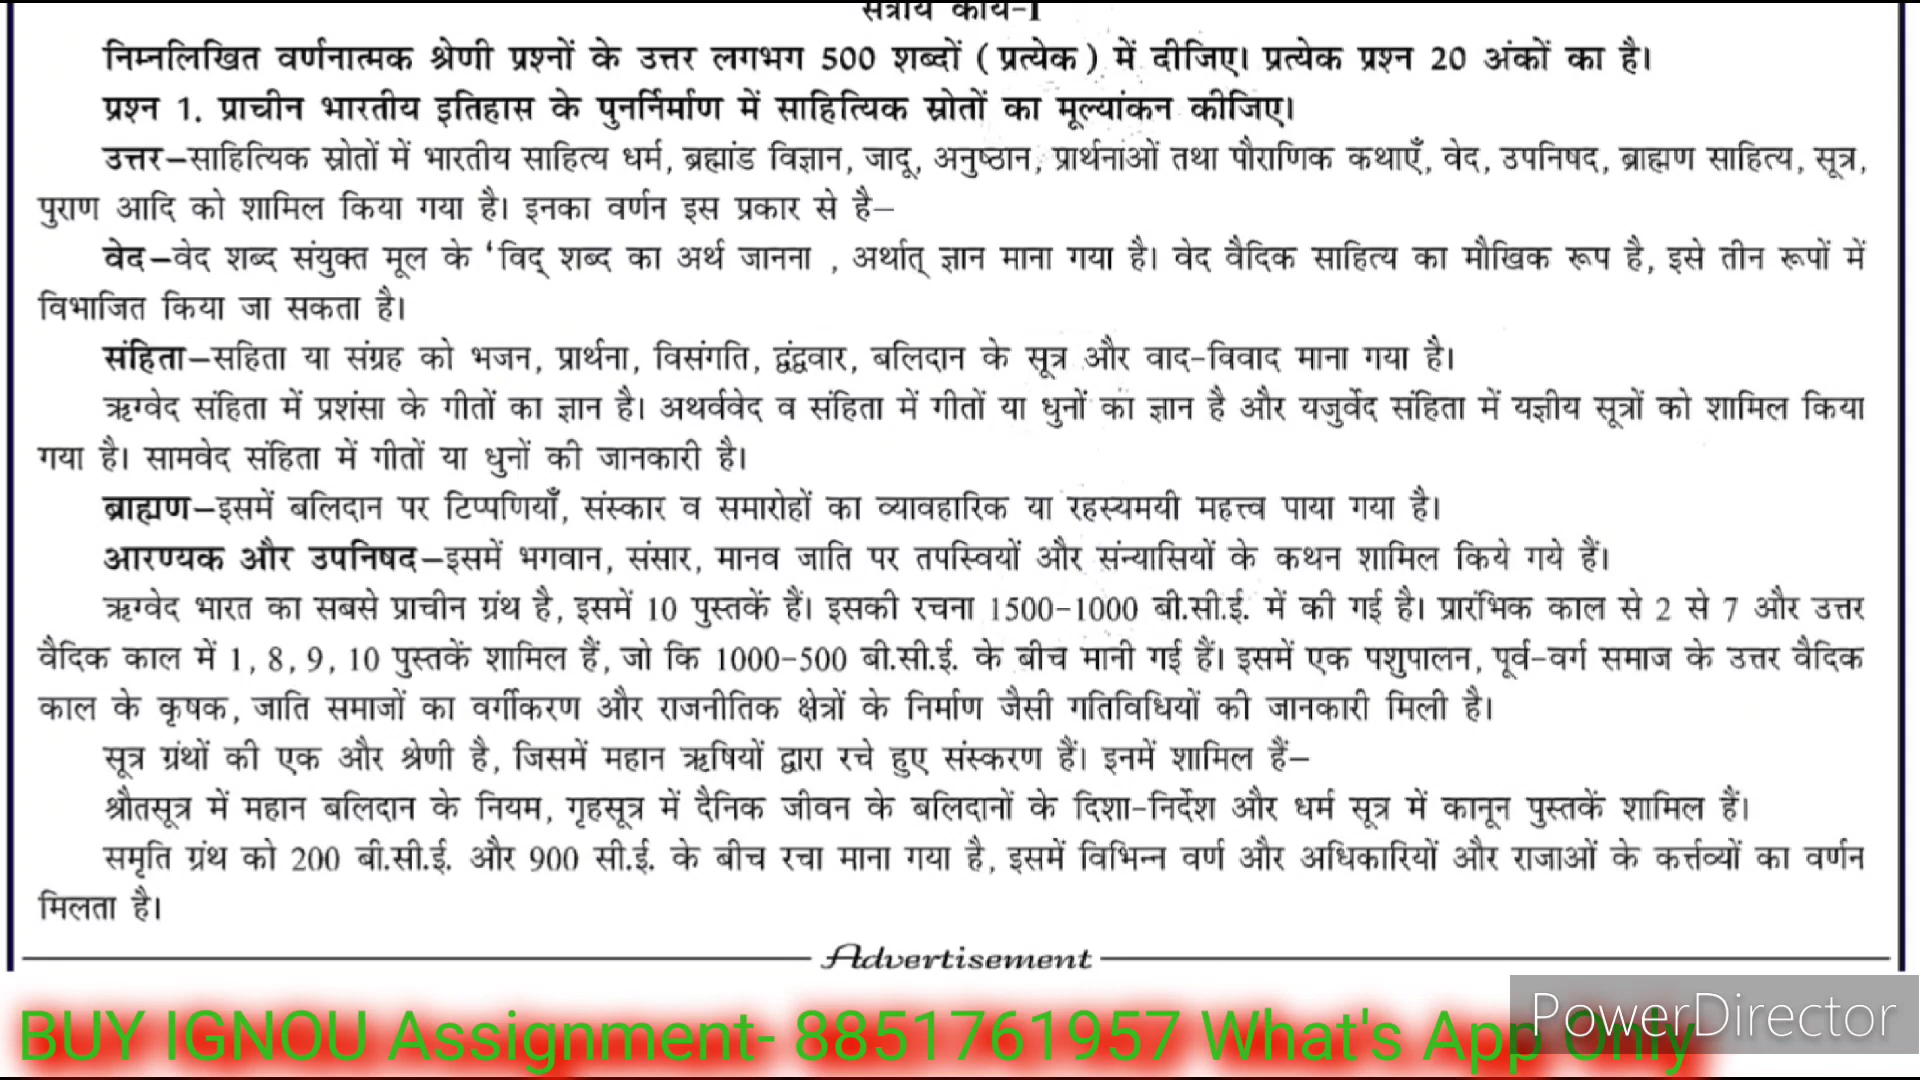 सत्रीय कार्य-I
निम्नलिखित वर्णनात्मक श्रेणी प्रश्नों के उत्तर लगभग 500 शब्दों (प्रत्येक) में दीजिए। प्रत्येक प्रश्न 20 अंकों का है।
प्रश्न 1. प्राचीन भारतीय इतिहास के पुनर्निर्माण में साहित्यिक स्रोतों का मूल्यांकन कीजिए।
उत्तर–साहित्यिक स्रोतों में भारतीय साहित्य धर्म, ब्रह्मांड विज्ञान, जादू, अनुष्ठान, प्रार्थनाओं तथा पौराणिक कथाएँ, वेद, उपनिषद, ब्राह्मण साहित्य, सूत्र,
पुराण आदि को शामिल किया गया है। इनका वर्णन इस प्रकार से है–
वेद–वेद शब्द संयुक्त मूल के 'विद् शब्द का अर्थ जानना , अर्थात् ज्ञान माना गया है। वेद वैदिक साहित्य का मौखिक रूप है, इसे तीन रूपों में
विभाजित किया जा सकता है।
संहिता–सहिता या संग्रह को भजन, प्रार्थना, विसंगति, द्वंद्ववार, बलिदान के सूत्र और वाद-विवाद माना गया है।
ऋग्वेद संहिता में प्रशंसा के गीतों का ज्ञान है। अथर्ववेद व संहिता में गीतों या धुनों का ज्ञान है और यजुर्वेद संहिता में यज्ञीय सूत्रों को शामिल किया
गया है। सामवेद संहिता में गीतों या धुनों की जानकारी है।
ब्राह्मण–इसमें बलिदान पर टिप्पणियाँ, संस्कार व समारोहों का व्यावहारिक या रहस्यमयी महत्त्व पाया गया है।
आरण्यक और उपनिषद–इसमें भगवान, संसार, मानव जाति पर तपस्वियों और संन्यासियों के कथन शामिल किये गये हैं।
ऋग्वेद भारत का सबसे प्राचीन ग्रंथ है, इसमें 10 पुस्तकें हैं। इसकी रचना 1500-1000 बी.सी.ई. में की गई है। प्रारंभिक काल से 2 से 7 और उत्तर
वैदिक काल में 1, 8, 9, 10 पुस्तकें शामिल हैं, जो कि 1000-500 बी.सी.ई. के बीच मानी गई हैं। इसमें एक पशुपालन, पूर्व-वर्ग समाज के उत्तर वैदिक
काल के कृषक, जाति समाजों का वर्गीकरण और राजनीतिक क्षेत्रों के निर्माण जैसी गतिविधियों की जानकारी मिली है।
सूत्र ग्रंथों की एक और श्रेणी है, जिसमें महान ऋषियों द्वारा रचे हुए संस्करण हैं। इनमें शामिल हैं–
श्रौतसूत्र में महान बलिदान के नियम, गृहसूत्र में दैनिक जीवन के बलिदानों के दिशा-निर्देश और धर्म सूत्र में कानून पुस्तकें शामिल हैं।
समृति ग्रंथ को 200 बी.सी.ई. और 900 सी.ई. के बीच रचा माना गया है, इसमें विभिन्न वर्ण और अधिकारियों और राजाओं के कर्त्तव्यों का वर्णन
मिलता है।
Advertisement
BUY IGNOU Assignment- 8851761957 What's App Only
PowerDirector